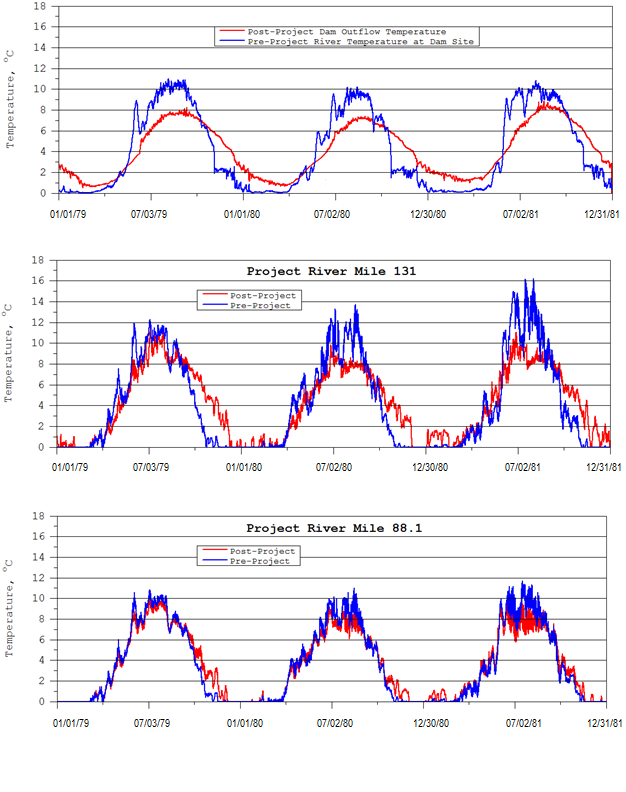 18
16
14
12
10
8
6
4
2
0
Temperature, °C
Post-Project Dam Outflow Temperature
Pre-Project River Temperature at Dam Site
01/01/79 07/03/79 01/01/80 07/02/80 12/30/80 07/02/81 12/31/81
Project River Mile 131
18
16
14
12
10
8
6
4
2
0
Temperature, °C
Post-Project
Pre-Project
01/01/79 07/03/79 01/01/80 07/02/80 12/30/80 07/02/81 12/31/81
Project River Mile 88.1
18
16
14
12
10
8
6
4
2
0
Temperature, °C
Post-Project
Pre-Project
01/01/79 07/03/79 01/01/80 07/02/80 12/30/80 07/02/81 12/31/81